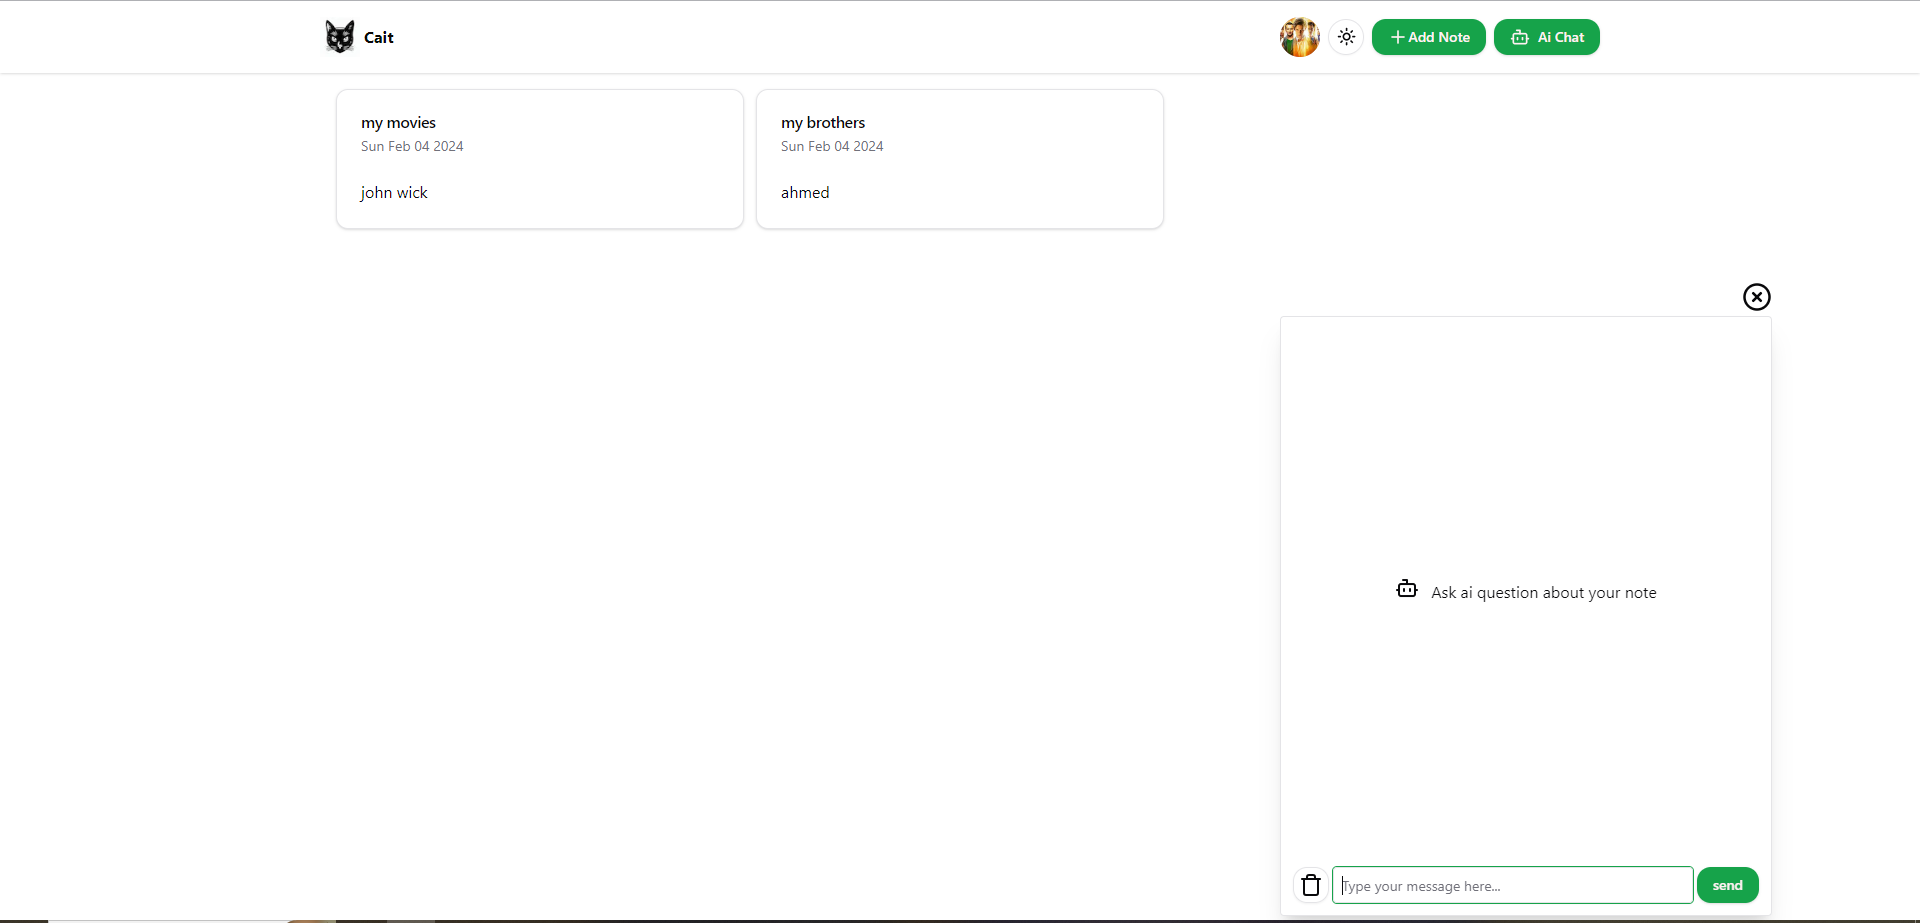 Cait
Add Note
Ai Chat
my movies
Sun Feb 04 2024
john wick
my brothers
Sun Feb 04 2024
ahmed
Ask ai question about your note
Type your message here...
send